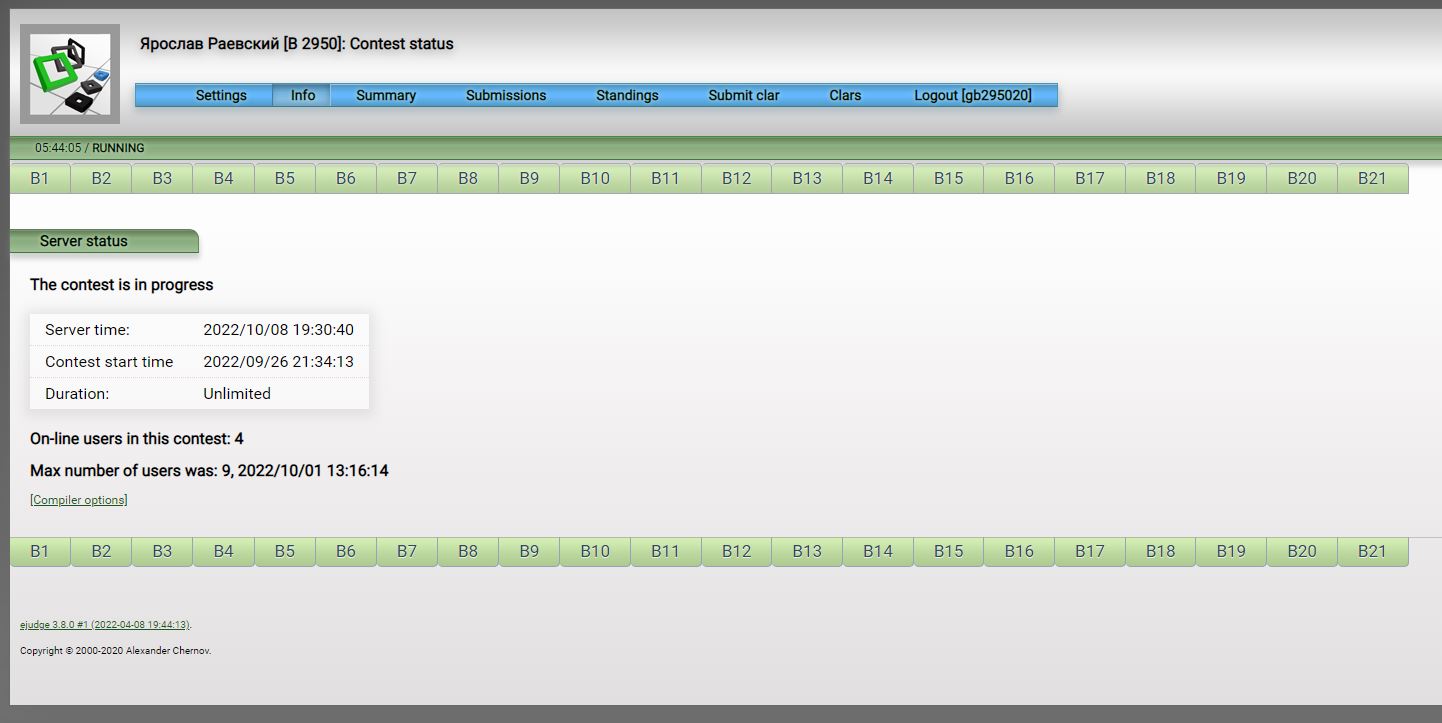 Ярослав Раевский [B 2950]: Contest status
Settings Info Summary Submissions Standings Submit clar Clars Logout [gb295020]
05:44:05 / RUNNING
B1 B2 B3 B4 B5 B6 B7 B8 B9 B10 B11 B12 B13 B14 B15 B16 B17 B18 B19 B20 B21
Server status
The contest is in progress
Server time: 2022/10/08 19:30:40
Contest start time 2022/09/26 21:34:13
Duration: Unlimited
On-line users in this contest: 4
Max number of users was: 9, 2022/10/01 13:16:14
[Compiler options]
B1 B2 B3 B4 B5 B6 B7 B8 B9 B10 B11 B12 B13 B14 B15 B16 B17 B18 B19 B20 B21
ejudge 3.8.0 #1 (2022-04-08 19:44:13).
Copyright © 2000-2020 Alexander Chernov.